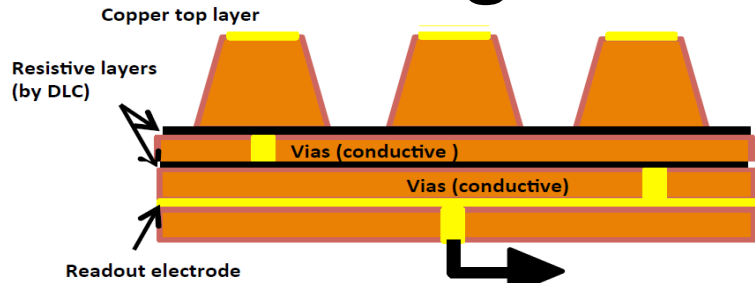 Copper top layer
Resistive layers
(by DLC)
Vias (conductive )
Vias (conductive)
Readout electrode